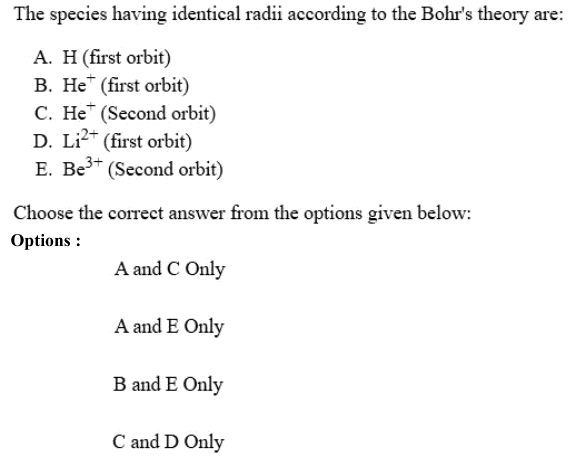 The species having identical radii according to the Bohr's theory are:
A. H (first orbit)
B. He⁺ (first orbit)
C. He⁺ (Second orbit)
D. Li²⁺ (first orbit)
E. Be³⁺ (Second orbit)
Choose the correct answer from the options given below:
Options :
A and C Only
A and E Only
B and E Only
C and D Only